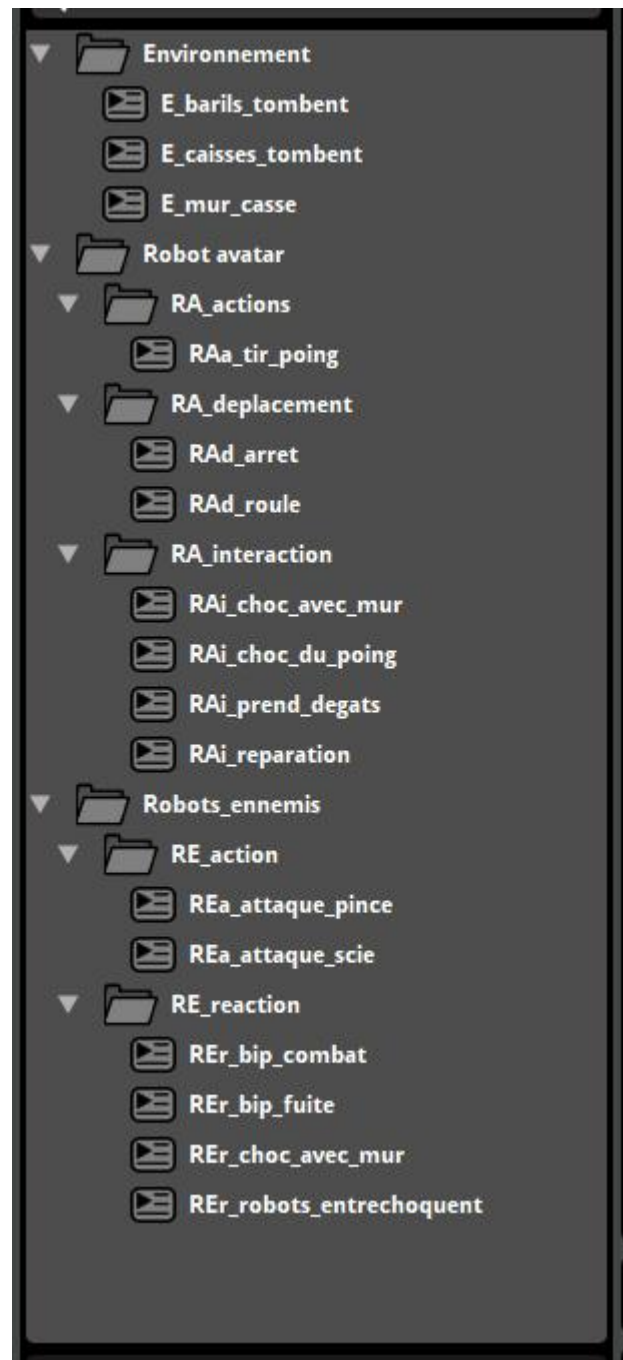 Environnement
E_barils_tombent
E_caisses_tombent
E_mur_casse
Robot avatar
RA_actions
RAa_tir_poing
RA_deplacement
RAd_arret
RAd_roule
RA_interaction
RAi_choc_avec_mur
RAi_choc_du_poing
RAi_prend_degats
RAi_reparation
Robots_ennemis
RE_action
REa_attaque_pince
REa_attaque_scie
RE_reaction
REr_bip_combat
REr_bip_fuite
REr_choc_avec_mur
REr_robots_entrechoquent